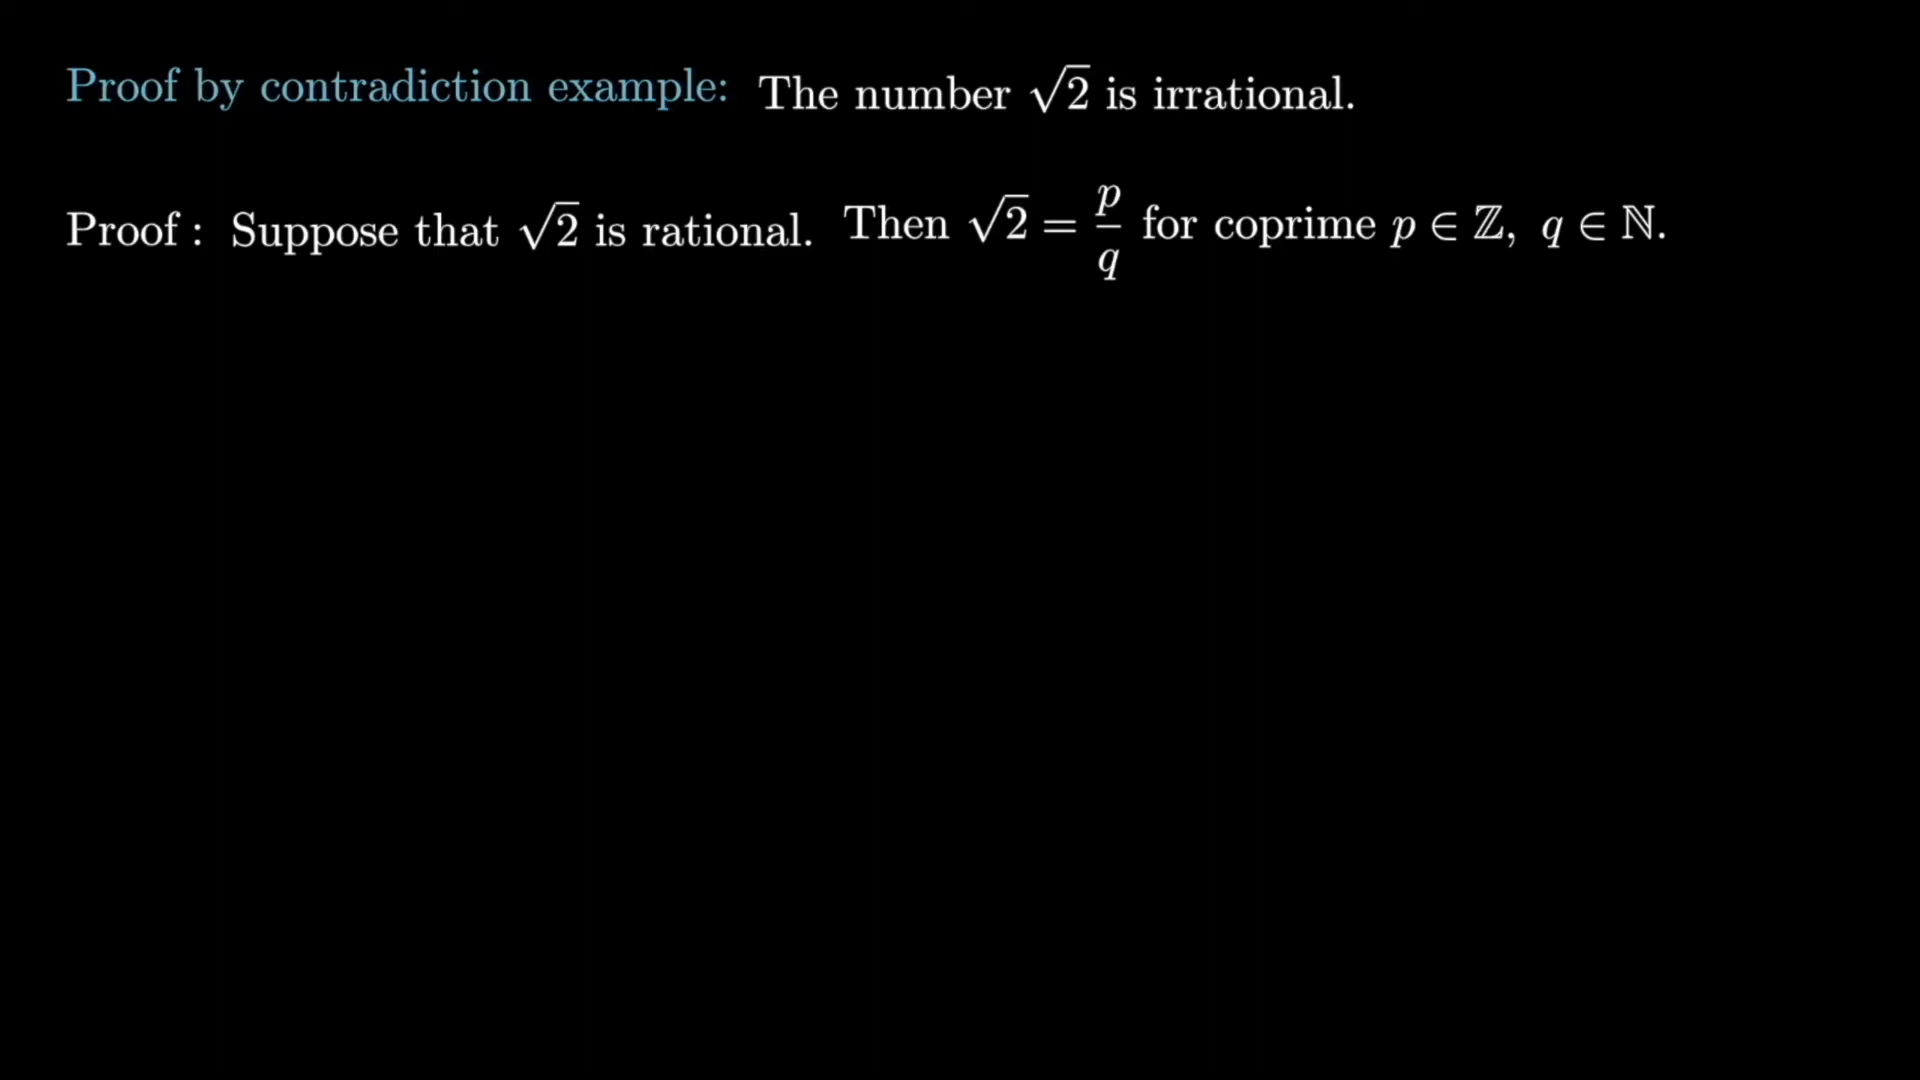 Proof by contradiction example: The number √2 is irrational.
Proof : Suppose that √2 is rational. Then √2 = p/q for coprime p ∈ ℤ, q ∈ ℕ.